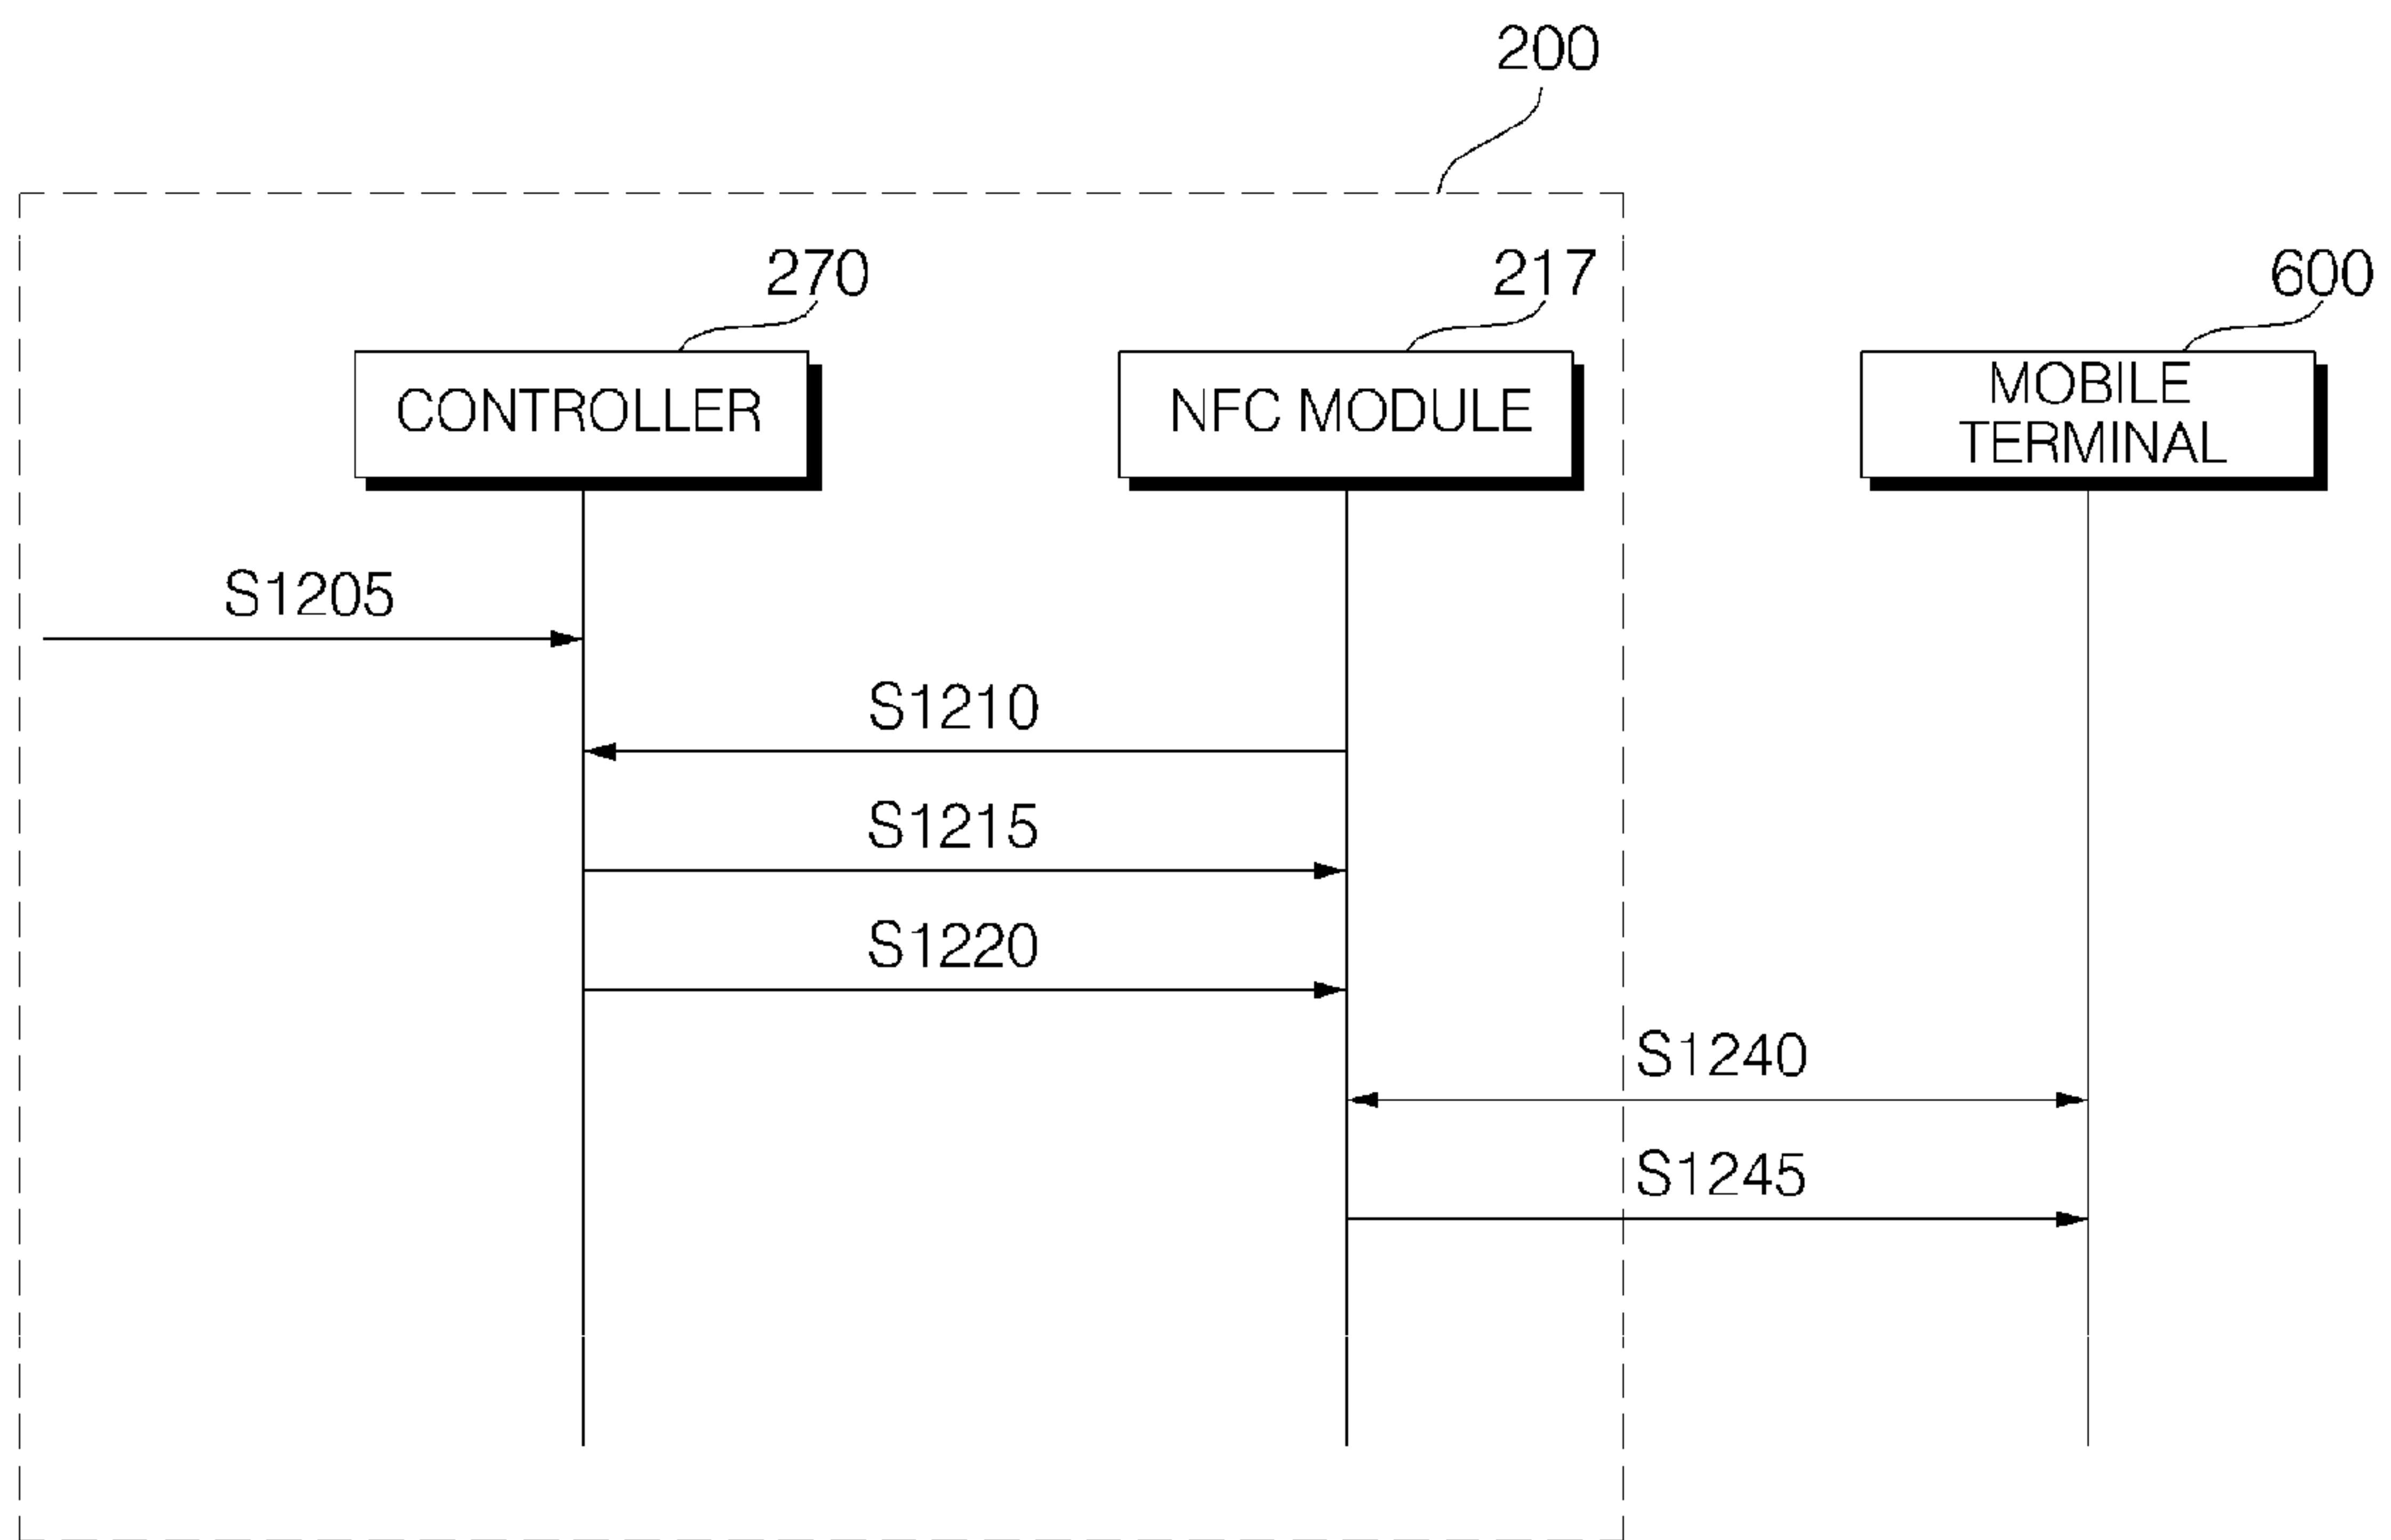 200
270
217
600
CONTROLLER
NFC MODULE
MOBILE
TERMINAL
S1205
S1210
S1215
S1220
S1240
S1245